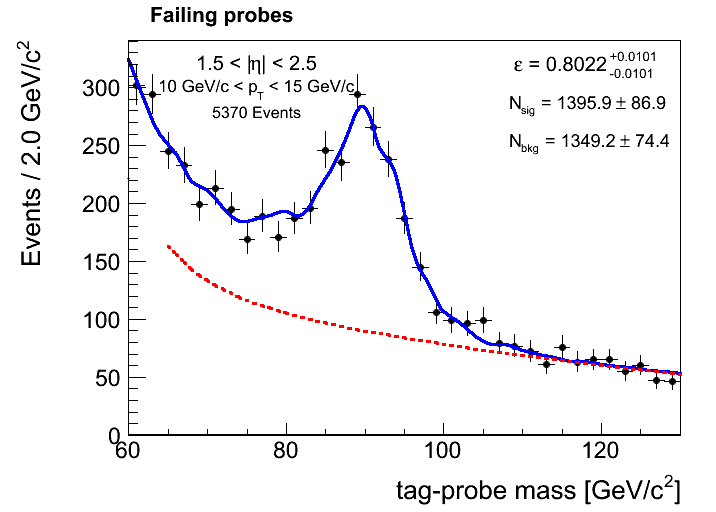 Failing probes
Events / 2.0 GeV/c²
1.5 < |η| < 2.5
10 GeV/c < p_T < 15 GeV/c
5370 Events
ε = 0.8022 +0.0101 -0.0101
N_sig = 1395.9 ± 86.9
N_bkg = 1349.2 ± 74.4
300
250
200
150
100
50
0
60 80 100 120
tag-probe mass [GeV/c²]